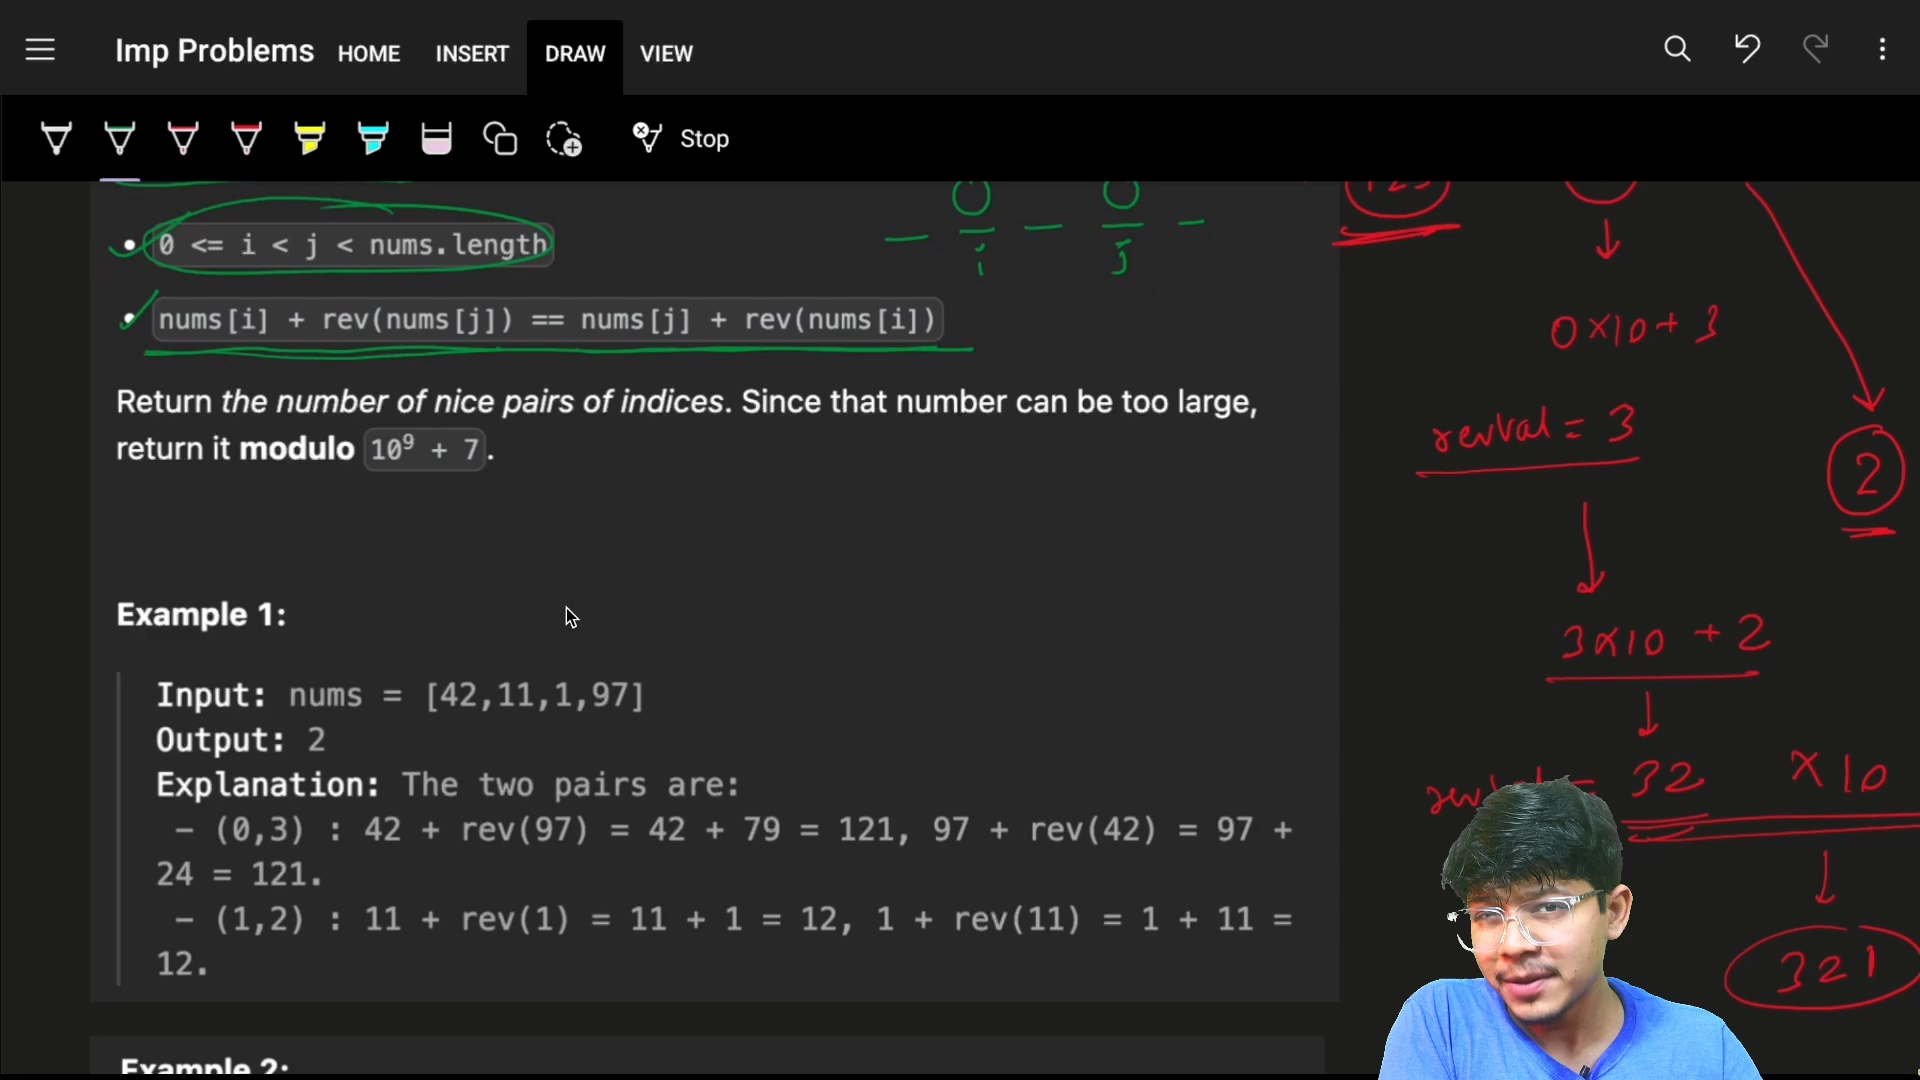 Imp Problems HOME INSERT DRAW VIEW
Stop
0 <= i < j < nums.length
i j
nums[i] + rev(nums[j]) == nums[j] + rev(nums[i])
0×10+3
Return the number of nice pairs of indices. Since that number can be too large,
return it modulo 10⁹ + 7.
revVal = 3
2
Example 1:
3×10 + 2
Input: nums = [42,11,1,97]
Output: 2
Explanation: The two pairs are:
32 ×10
- (0,3) : 42 + rev(97) = 42 + 79 = 121, 97 + rev(42) = 97 +
24 = 121.
- (1,2) : 11 + rev(1) = 11 + 1 = 12, 1 + rev(11) = 1 + 11 =
12.
321
Example 2: